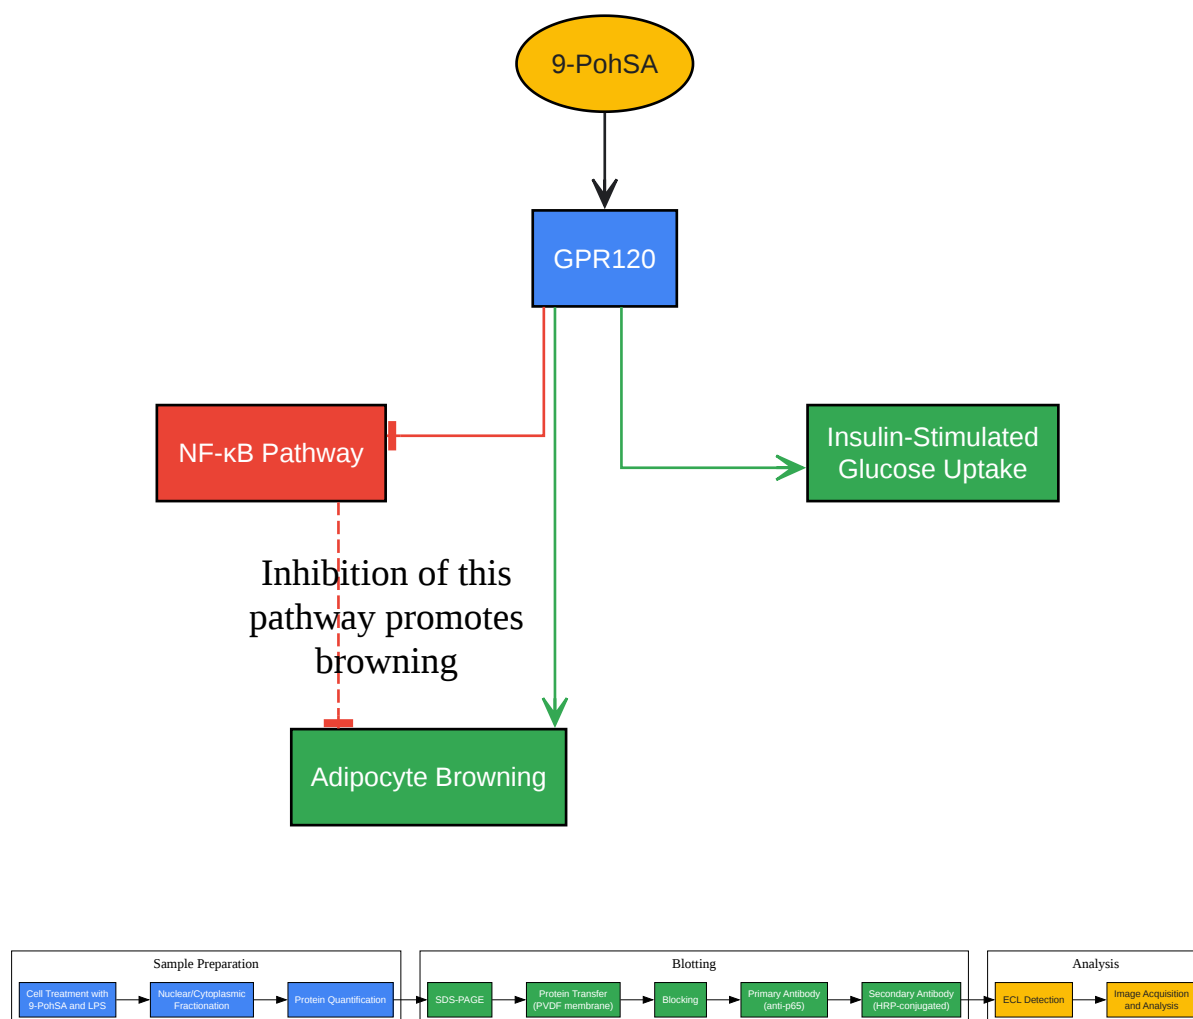 9-PohSA
GPR120
NF-κB Pathway
Insulin-Stimulated
Glucose Uptake
Inhibition of this
pathway promotes
browning
Adipocyte Browning
Sample Preparation
Cell Treatment with
9-PohSA and LPS
Nuclear/Cytoplasmic
Fractionation
Protein Quantification
Blotting
SDS-PAGE
Protein Transfer
(PVDF membrane)
Blocking
Primary Antibody
(anti-p65)
Secondary Antibody
(HRP-conjugated)
Analysis
ECL Detection
Image Acquisition
and Analysis